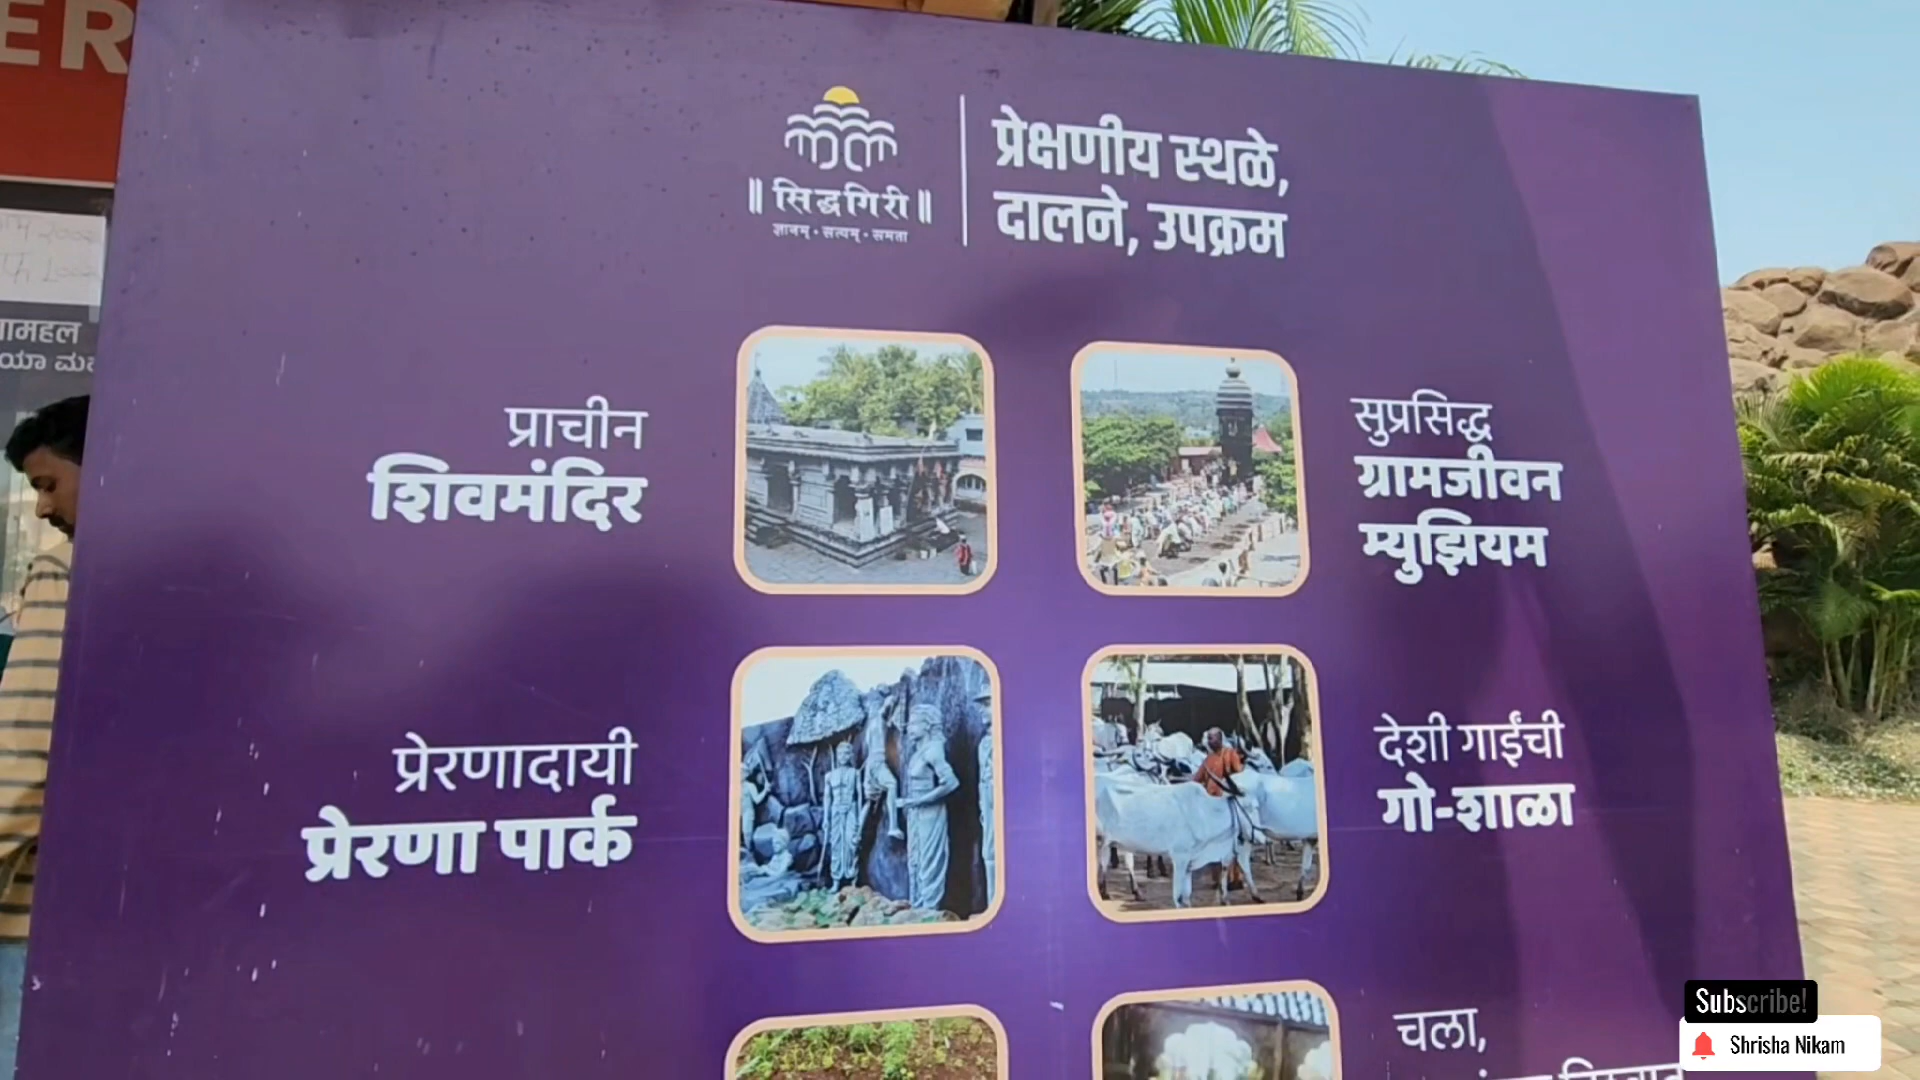 ER
॥ सिद्धगिरी ॥
ज्ञानम् • सत्यम् • समता
प्रेक्षणीय स्थळे,
दालने, उपक्रम
प्राचीन
शिवमंदिर
सुप्रसिद्ध
ग्रामजीवन
म्युझियम
प्रेरणादायी
प्रेरणा पार्क
देशी गाईंची
गो-शाळा
चला,
Subscribe!
Shrisha Nikam